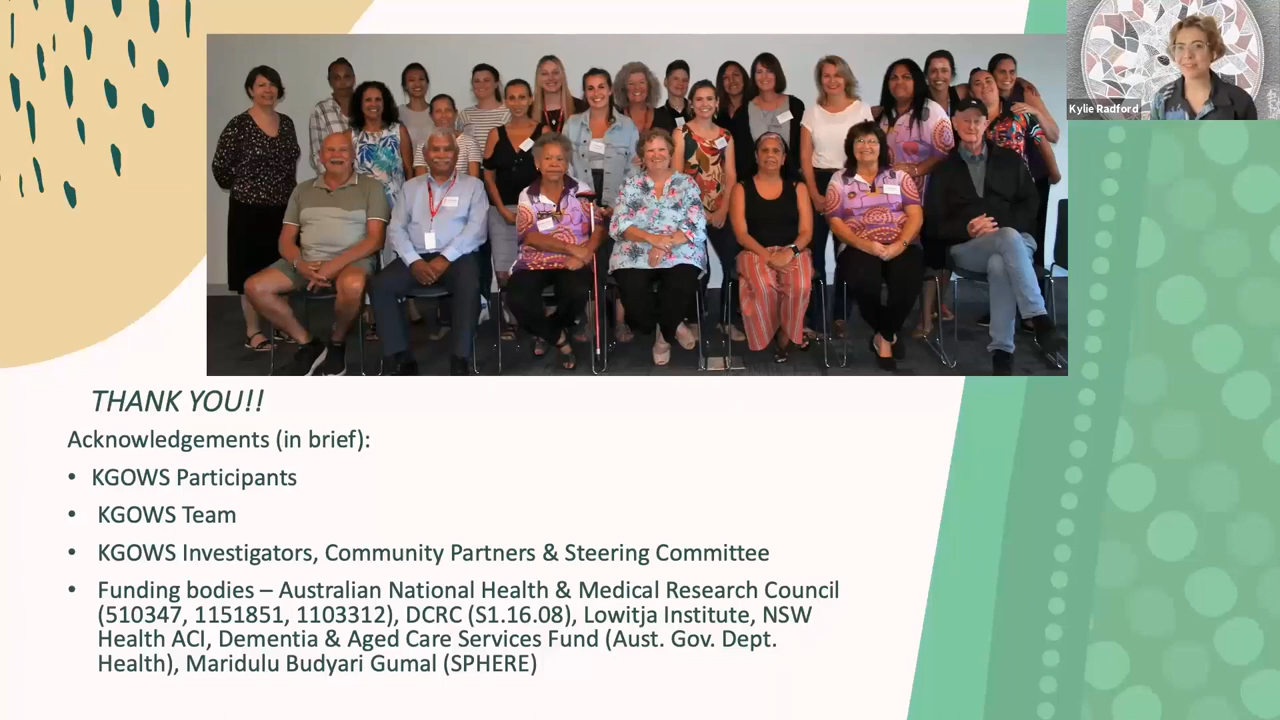 Kylie Radford
THANK YOU!!
Acknowledgements (in brief):
• KGOWS Participants
• KGOWS Team
• KGOWS Investigators, Community Partners & Steering Committee
• Funding bodies – Australian National Health & Medical Research Council
(510347, 1151851, 1103312), DCRC (S1.16.08), Lowitja Institute, NSW
Health ACI, Dementia & Aged Care Services Fund (Aust. Gov. Dept.
Health), Maridulu Budyari Gumal (SPHERE)